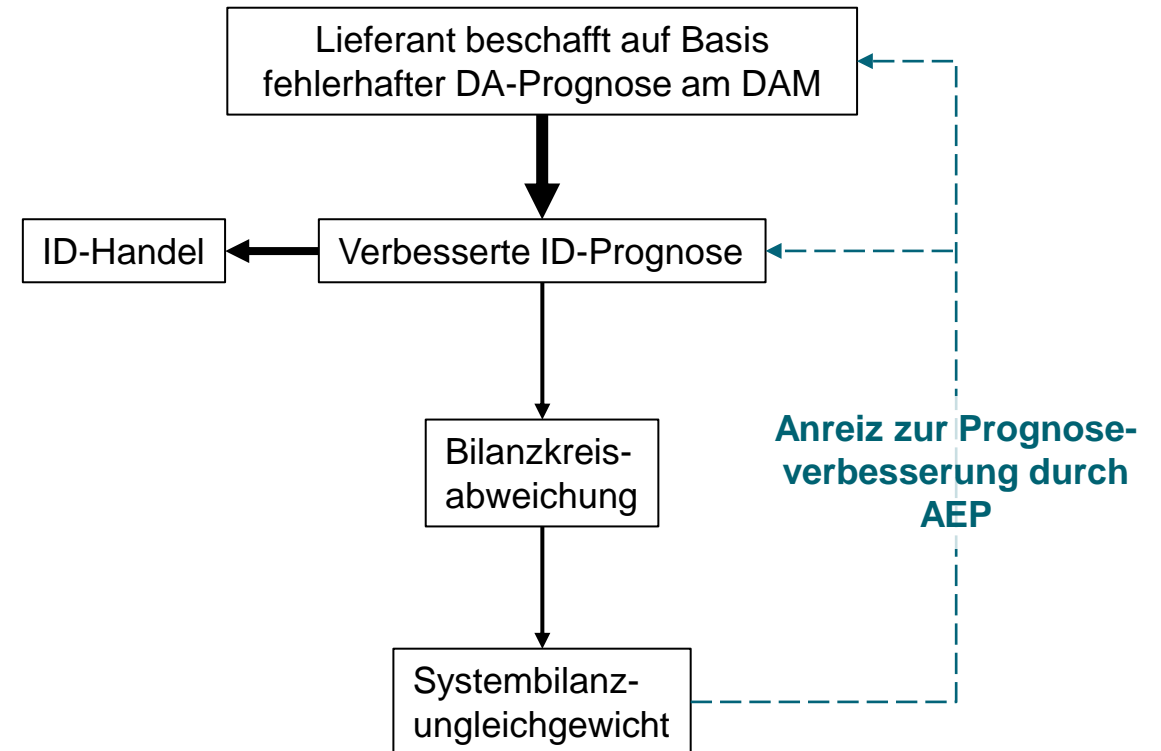 Lieferant beschafft auf Basis
fehlerhafter DA-Prognose am DAM
ID-Handel
Verbesserte ID-Prognose
Bilanzkreis-
abweichung
Anreiz zur Prognose-
verbesserung durch
AEP
Systembilanz-
ungleichgewicht